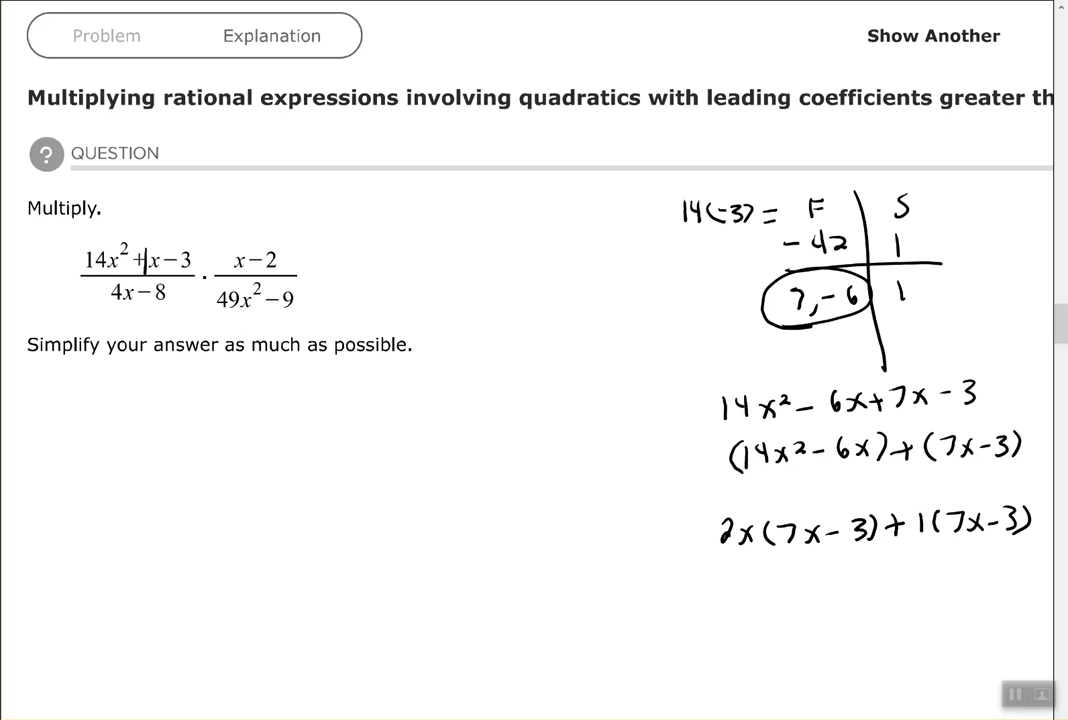 Problem Explanation Show Another
Multiplying rational expressions involving quadratics with leading coefficients greater th
? QUESTION
Multiply.
14x² + x − 3 / 4x − 8 · x − 2 / 49x² − 9
Simplify your answer as much as possible.
14(-3) = F S
-42 1
7, -6 1
14x² - 6x + 7x - 3
(14x² - 6x) + (7x - 3)
2x(7x - 3) + 1(7x - 3)